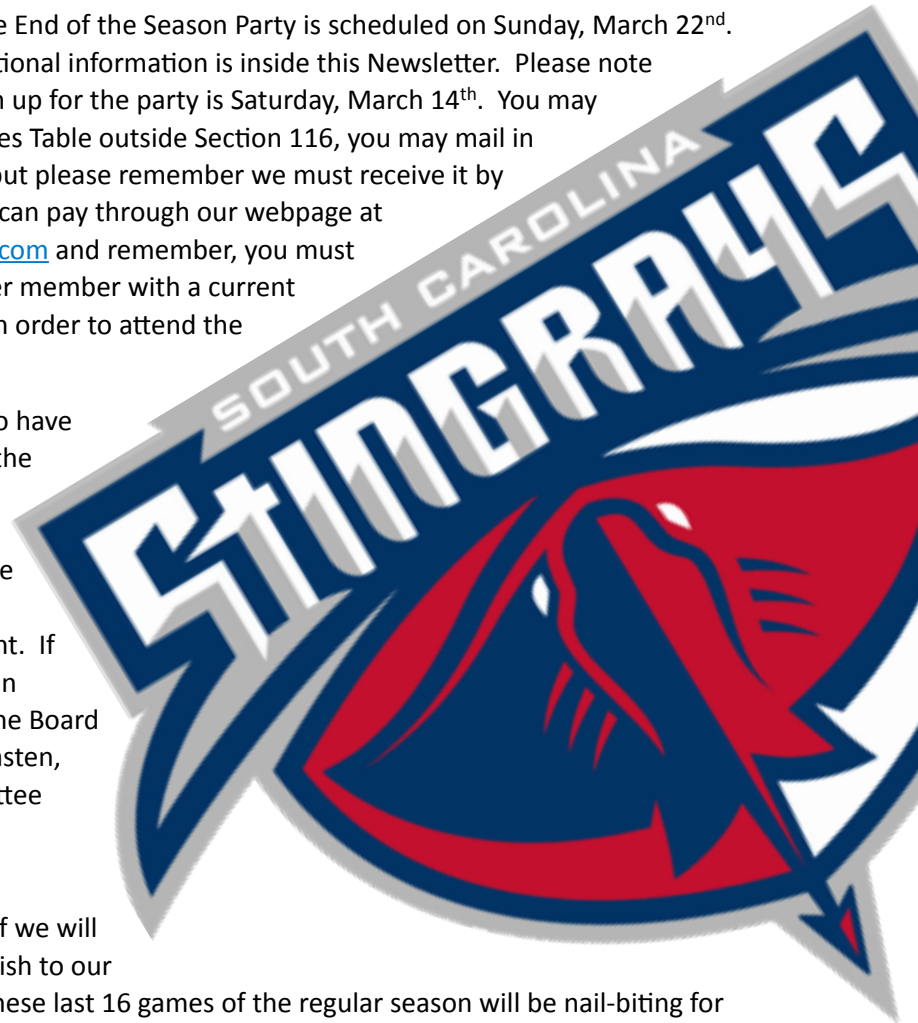 e End of the Season Party is scheduled on Sunday, March 22nd.
tional information is inside this Newsletter. Please note
n up for the party is Saturday, March 14th. You may
es Table outside Section 116, you may mail in
out please remember we must receive it by
can pay through our webpage at
.com and remember, you must
er member with a current
n order to attend the
SOUTH CAROLINA
STINGRAYS
o have
the
e
nt. If
n
he Board
asten,
ttee
f we will
ish to our
hese last 16 games of the regular season will be nail-biting for